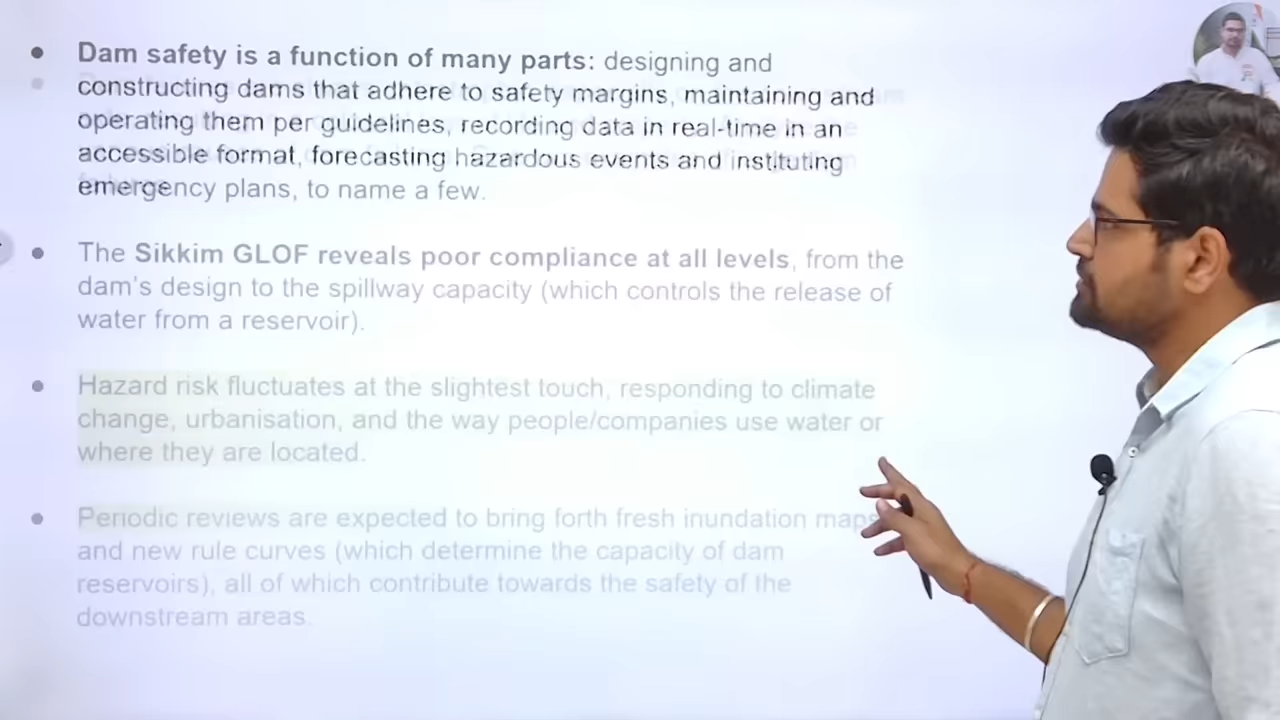 Dam safety is a function of many parts: designing and
constructing dams that adhere to safety margins, maintaining and
operating them per guidelines, recording data in real-time in an
accessible format, forecasting hazardous events and instituting
emergency plans, to name a few.
The Sikkim GLOF reveals poor compliance at all levels, from the
dam's design to the spillway capacity (which controls the release of
water from a reservoir).
Hazard risk fluctuates at the slightest touch, responding to climate
change, urbanisation, and the way people/companies use water or
where they are located.
Periodic reviews are expected to bring forth fresh inundation maps
and new rule curves (which determine the capacity of dam
reservoirs), all of which contribute towards the safety of the
downstream areas.